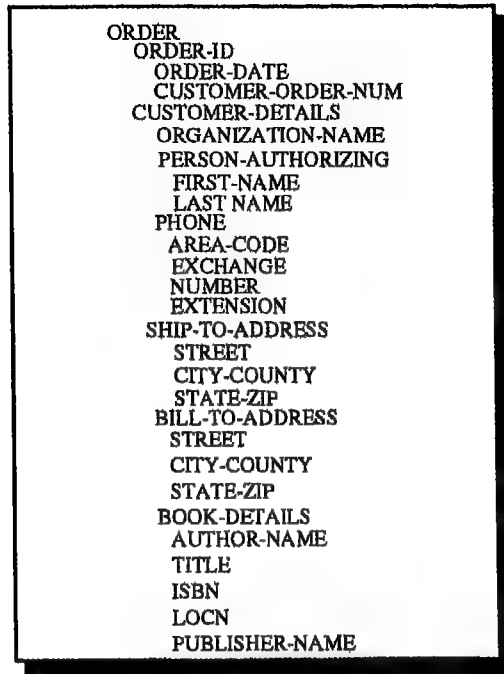 ORDER
ORDER-ID
ORDER-DATE
CUSTOMER-ORDER-NUM
CUSTOMER-DETAILS
ORGANIZATION-NAME
PERSON-AUTHORIZING
FIRST-NAME
LAST NAME
PHONE
AREA-CODE
EXCHANGE
NUMBER
EXTENSION
SHIP-TO-ADDRESS
STREET
CITY-COUNTY
STATE-ZIP
BILL-TO-ADDRESS
STREET
CITY-COUNTY
STATE-ZIP
BOOK-DETAILS
AUTHOR-NAME
TITLE
ISBN
LOCN
PUBLISHER-NAME